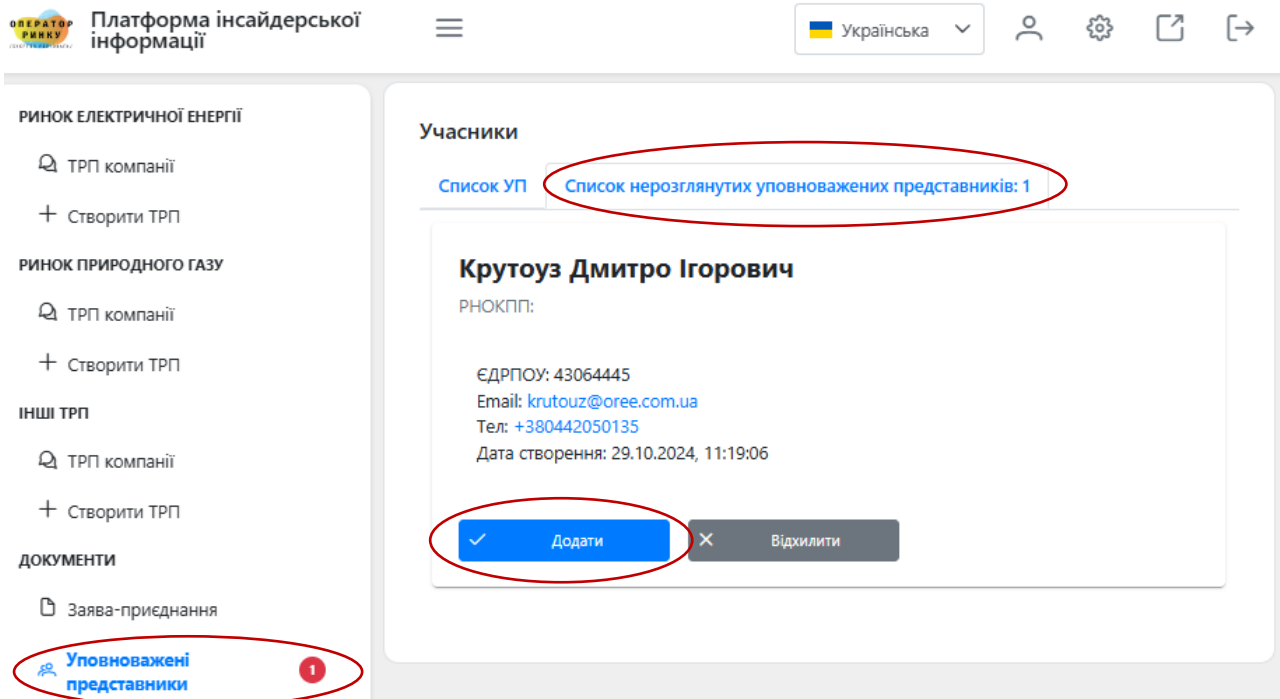 ОПЕРАТОР
РИНКУ
Платформа інсайдерської
інформації
Українська
РИНОК ЕЛЕКТРИЧНОЇ ЕНЕРГІЇ
ТРП компанії
Створити ТРП
РИНОК ПРИРОДНОГО ГАЗУ
ТРП компанії
Створити ТРП
ІНШІ ТРП
ТРП компанії
Створити ТРП
ДОКУМЕНТИ
Заява-приєднання
Уповноважені
представники
1
Учасники
Список УП
Список нерозглянутих уповноважених представників: 1
Крутоуз Дмитро Ігорович
РНОКПП:
ЄДРПОУ: 43064445
Email: krutouz@oree.com.ua
Тел: +380442050135
Дата створення: 29.10.2024, 11:19:06
Додати
Відхилити